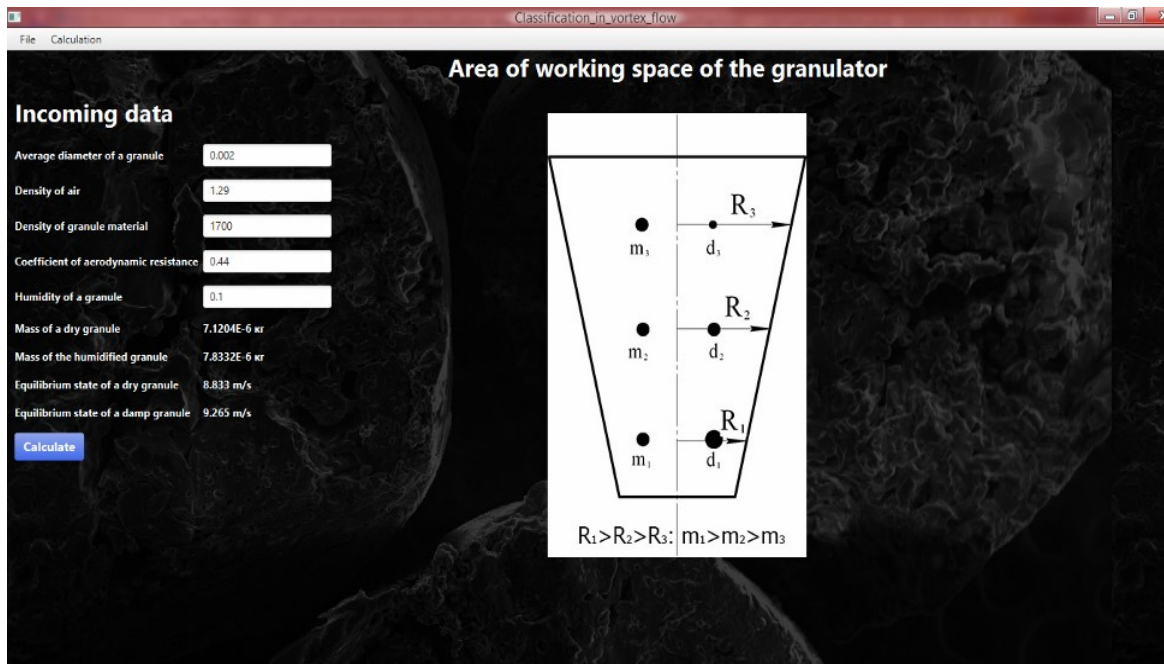 Classification_in_vortex_flow
File Calculation
Area of working space of the granulator
Incoming data
Average diameter of a granule 0.002
Density of air 1.29
Density of granule material 1700
Coefficient of aerodynamic resistance 0.44
Humidity of a granule 0.1
Mass of a dry granule 7.1204E-6 кг
Mass of the humidified granule 7.8332E-6 кг
Equilibrium state of a dry granule 8.833 m/s
Equilibrium state of a damp granule 9.265 m/s
Calculate
R₃
m₃ d₃
R₂
m₂ d₂
R₁
m₁ d₁
R₁>R₂>R₃: m₁>m₂>m₃